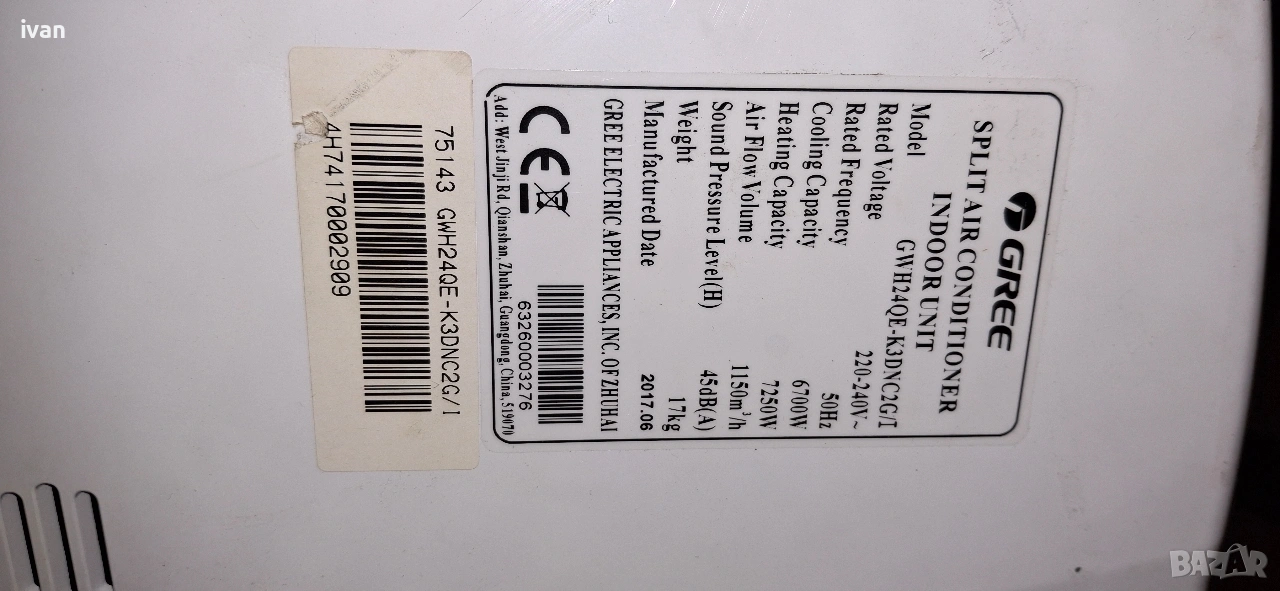 ivan
GREE
SPLIT AIR CONDITIONER
INDOOR UNIT
Model GWH24QE-K3DNC2G/I
Rated Voltage 220-240V~
Rated Frequency 50Hz
Cooling Capacity 6700W
Heating Capacity 7250W
Air Flow Volume 1150m³/h
Sound Pressure Level(H) 45dB(A)
Weight 17kg
Manufactured Date 2017.06
GREE ELECTRIC APPLIANCES,INC. OF ZHUHAI
CE
63260003276
Add: West Jinji Rd, Qianshan, Zhuhai, Guangdong, China, 519070
75143 GWH24QE-K3DNC2G/I
4H74170002909
BAZAR